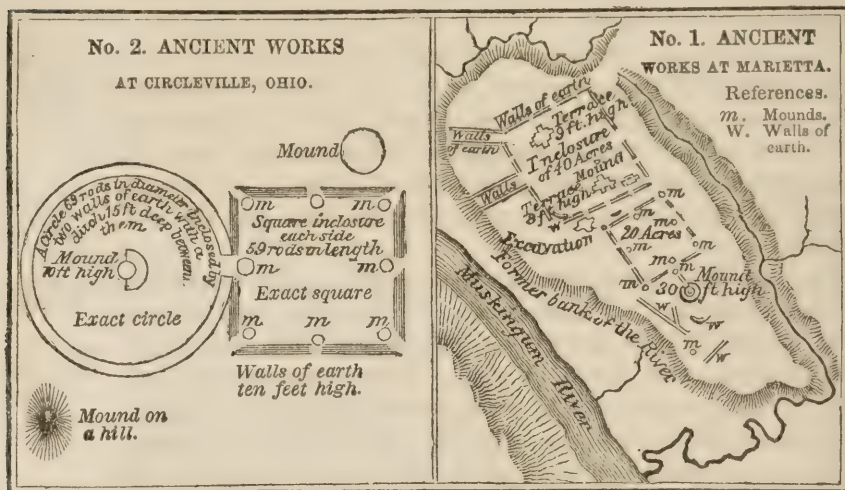 No. 2. ANCIENT WORKS
AT CIRCLEVILLE, OHIO.
Mound
A circle 69 rods in diameter inclosed by
two walls of earth with a
ditch 15 ft deep between
them
Mound
10 ft high
Exact circle
m
m
Square inclosure
each side
59 rods in length
m
m
Exact square
m
m
m
Walls of earth
ten feet high.
Mound on
a hill.
No. 1. ANCIENT
WORKS AT MARIETTA.
References.
m. Mounds.
W. Walls of
earth.
Walls of earth
Walls
of earth
Terrace
9 ft. high
Inclosure
of 40 Acres
Walls
Terrac
8 ft high
Mound
w
m
m
m
20 Acres
Excavation
m
m
m
m
m
Mound
30 ft high
w
w
m
w
Former bank of the River
Muskingum River